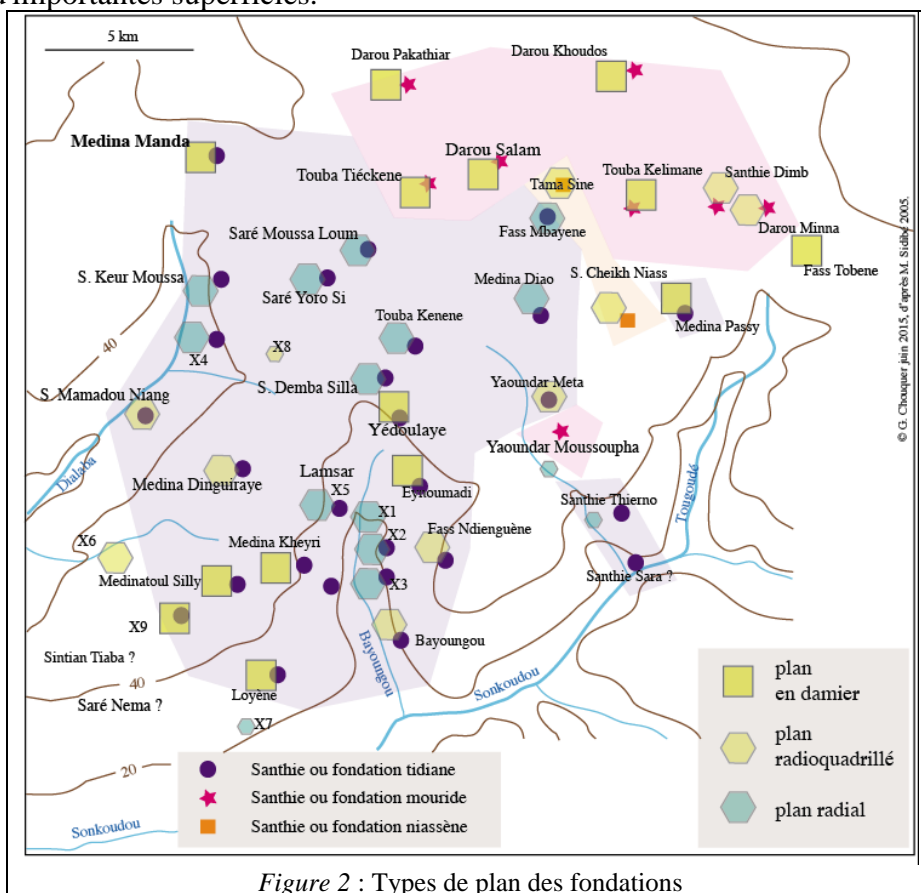 importantes superficies.
5 km
Darou Pakathiar
Darou Khoudos
Medina Manda
Darou Salam
Touba Tiéckene
Tama Sine
Touba Kelimane
Santhie Dimb
Fass Mbayene
Darou Minna
Saré Moussa Loum
Fass Tobene
S. Keur Moussa
Saré Yoro Si
Medina Diao
S. Cheikh Niass
Medina Passy
Touba Kenene
40
X4
X8
S. Mamadou Niang
S. Demba Silla
Yaoundar Meta
Yédoulaye
Yaoundar Moussoupha
Dialaba
Medina Dinguiraye
Lamsar
X5
Eynoumadi
Santhie Thierno
Tougoudé
X1
X6
Medina Kheyri
X2
Fass Ndienguène
Medinatoul Silly
X3
Santhie Sara ?
X9
Bayoungou
Bayoungou
Sintian Tiaba ?
40
Loyène
Sonkoudou
Saré Nema ?
X7
20
Sonkoudou
Santhie ou fondation tidiane
Santhie ou fondation mouride
Santhie ou fondation niassène
plan
en damier
plan
radioquadrillé
plan radial
© G. Chouquer juin 2015, d'après M. Sidibé 2005.
Figure 2 : Types de plan des fondations